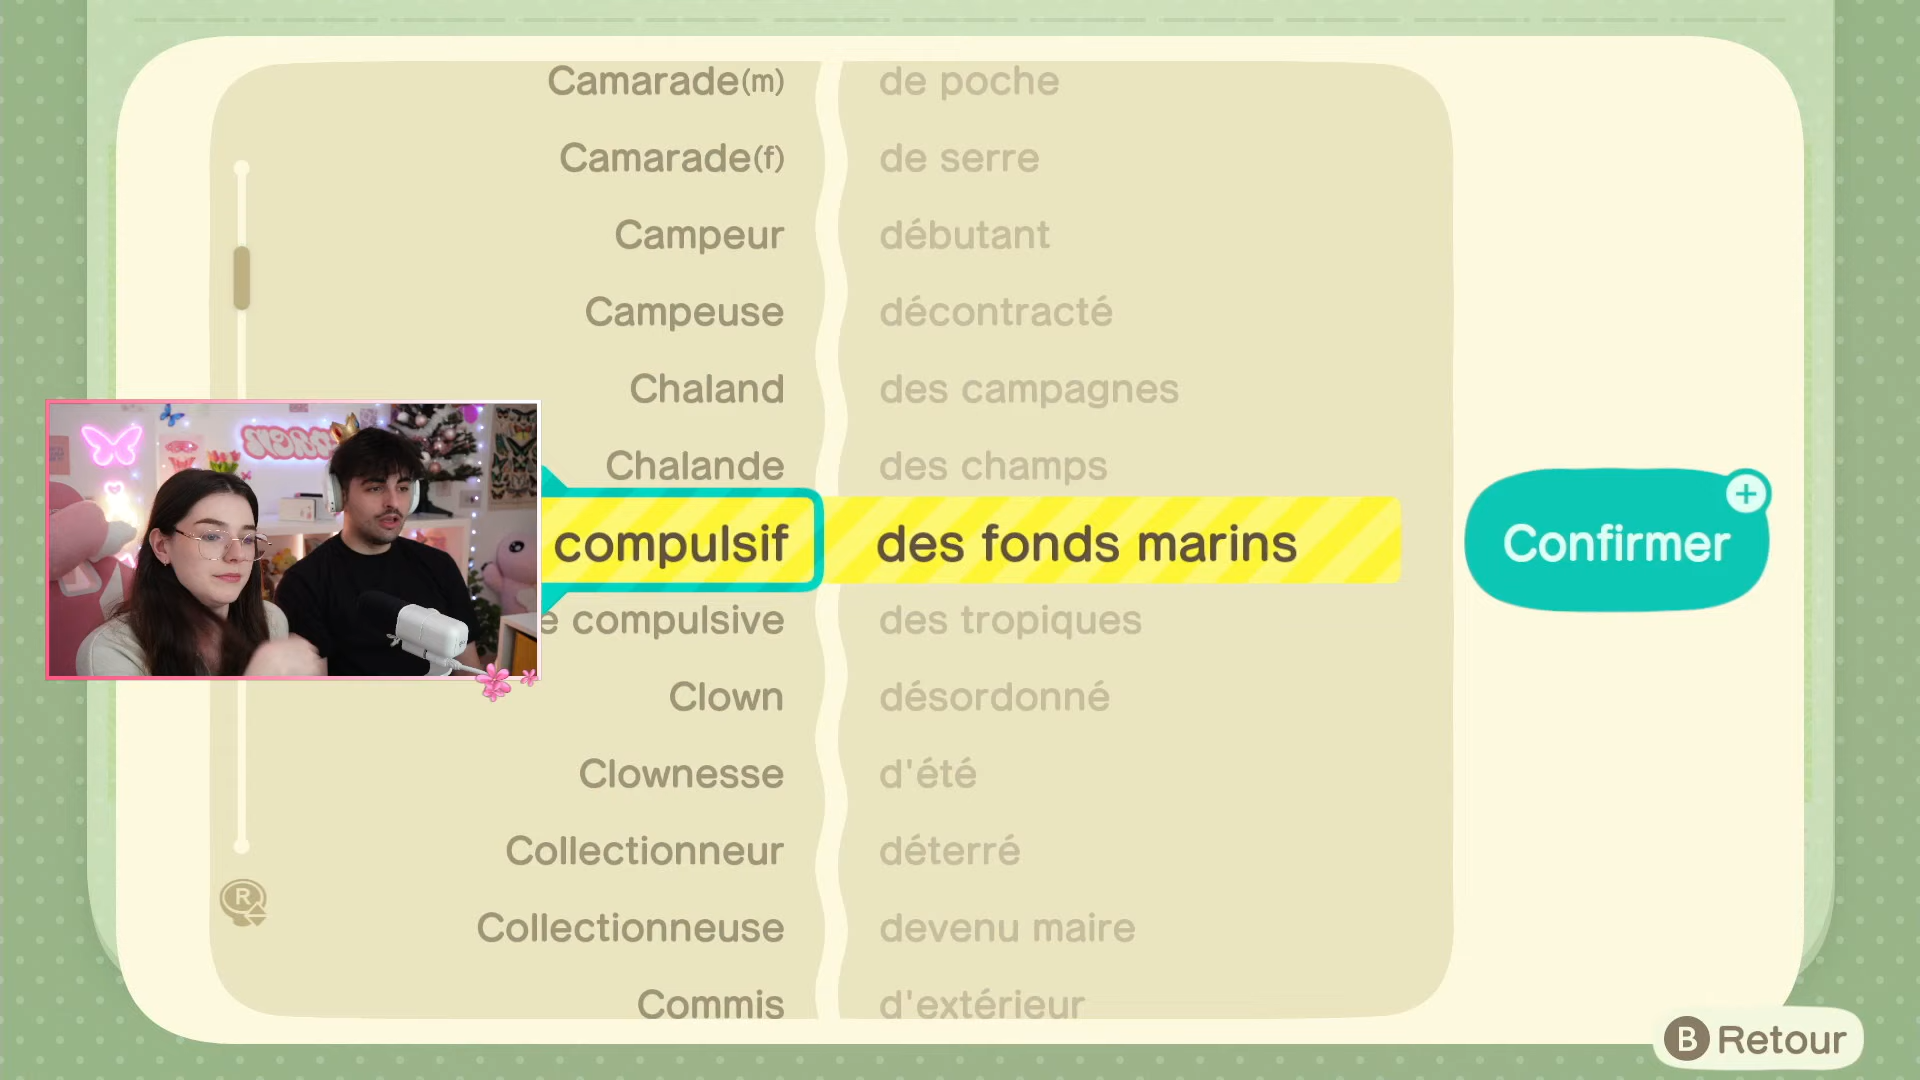 Camarade(m) de poche
Camarade(f) de serre
Campeur débutant
Campeuse décontracté
Chaland des campagnes
Chalande des champs
compulsif des fonds marins
Confirmer
compulsive des tropiques
Clown désordonné
Clownesse d'été
Collectionneur déterré
R
Collectionneuse devenu maire
Commis d'extérieur
B Retour